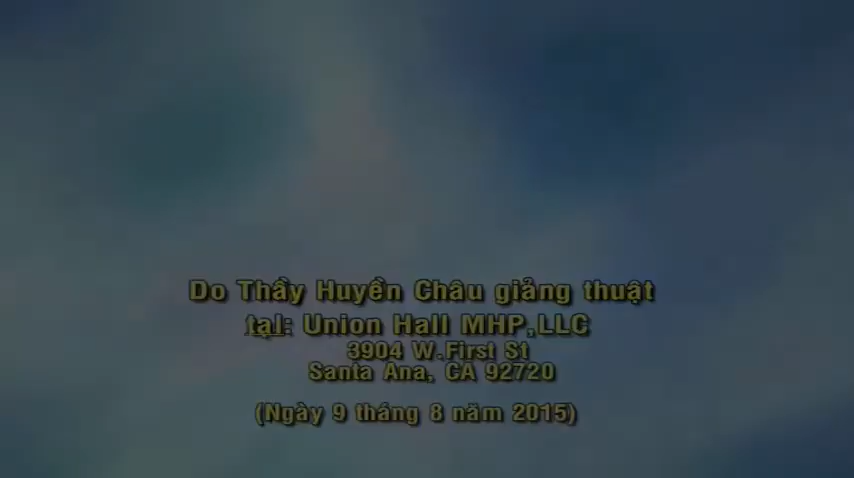 Do Thầy Huyền Châu giảng thuật
tại: Union Hall MHP,LLC
3904 W.First St
Santa Ana, CA 92720
(Ngày 9 tháng 8 năm 2015)